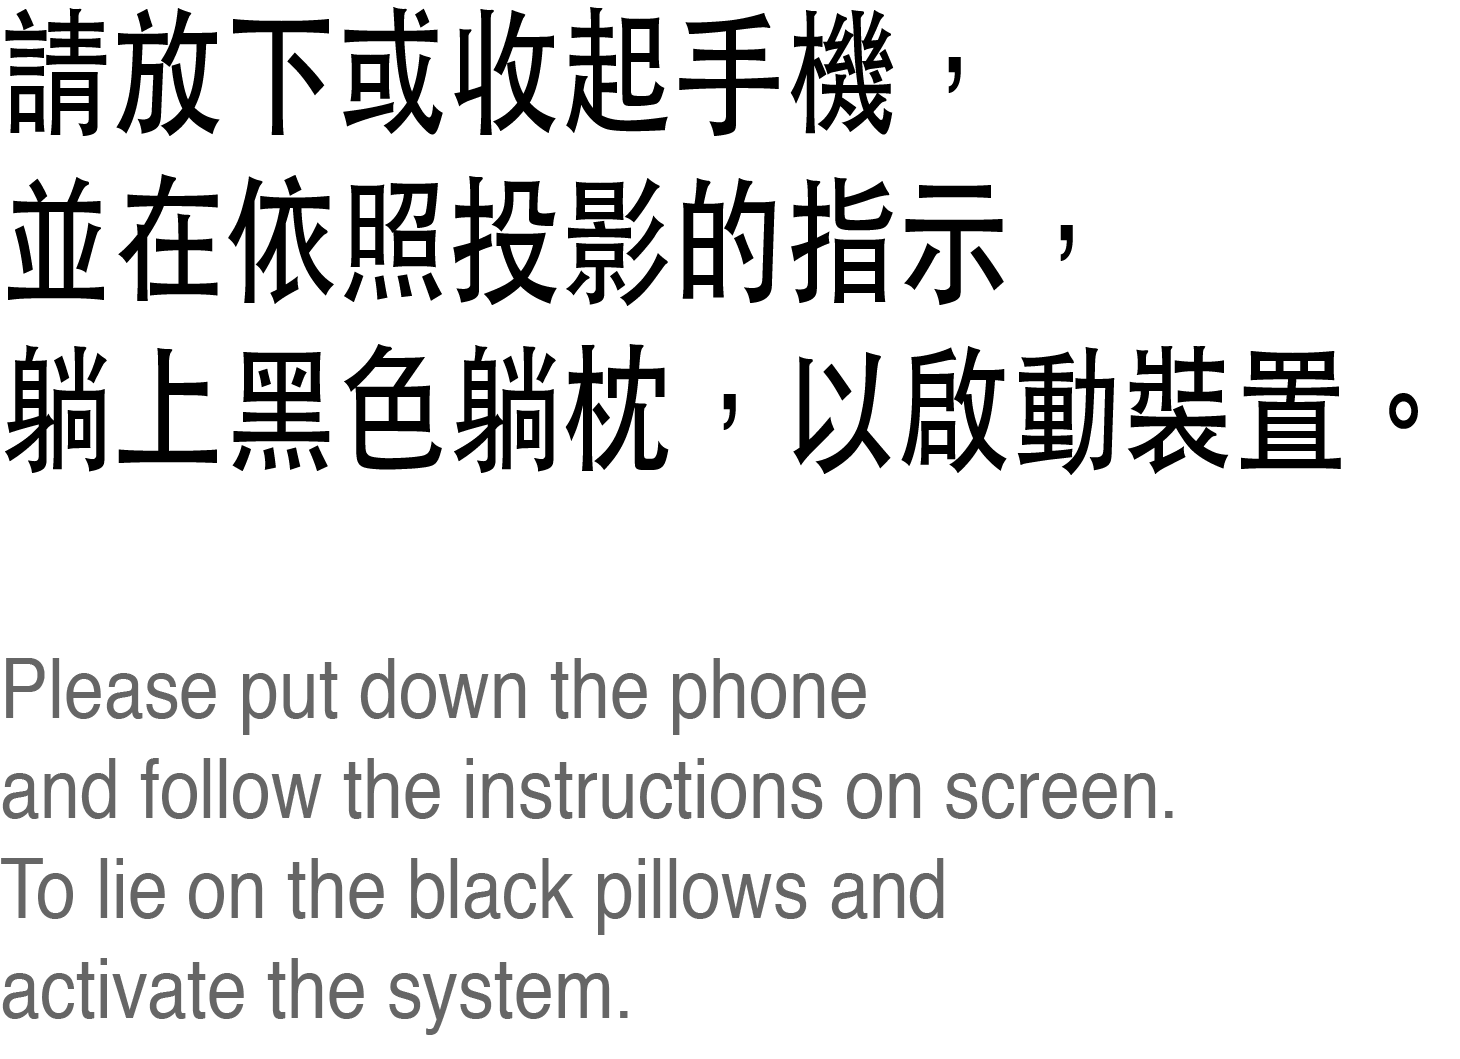 請放下或收起手機，
並在依照投影的指示，
躺上黑色躺枕，以啟動裝置。
Please put down the phone
and follow the instructions on screen.
To lie on the black pillows and
activate the system.